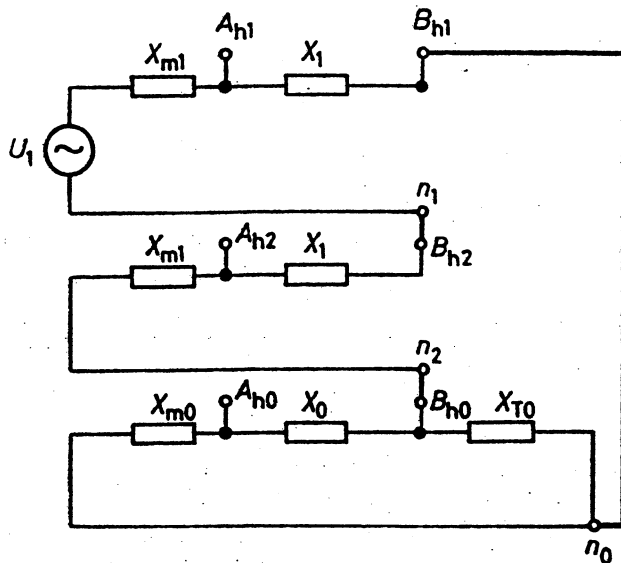 A_h1 B_h1
X_m1 X_1
U_1 ~
n_1
X_m1 A_h2 X_1 B_h2
n_2
X_m0 A_h0 X_0 B_h0 X_T0
n_0